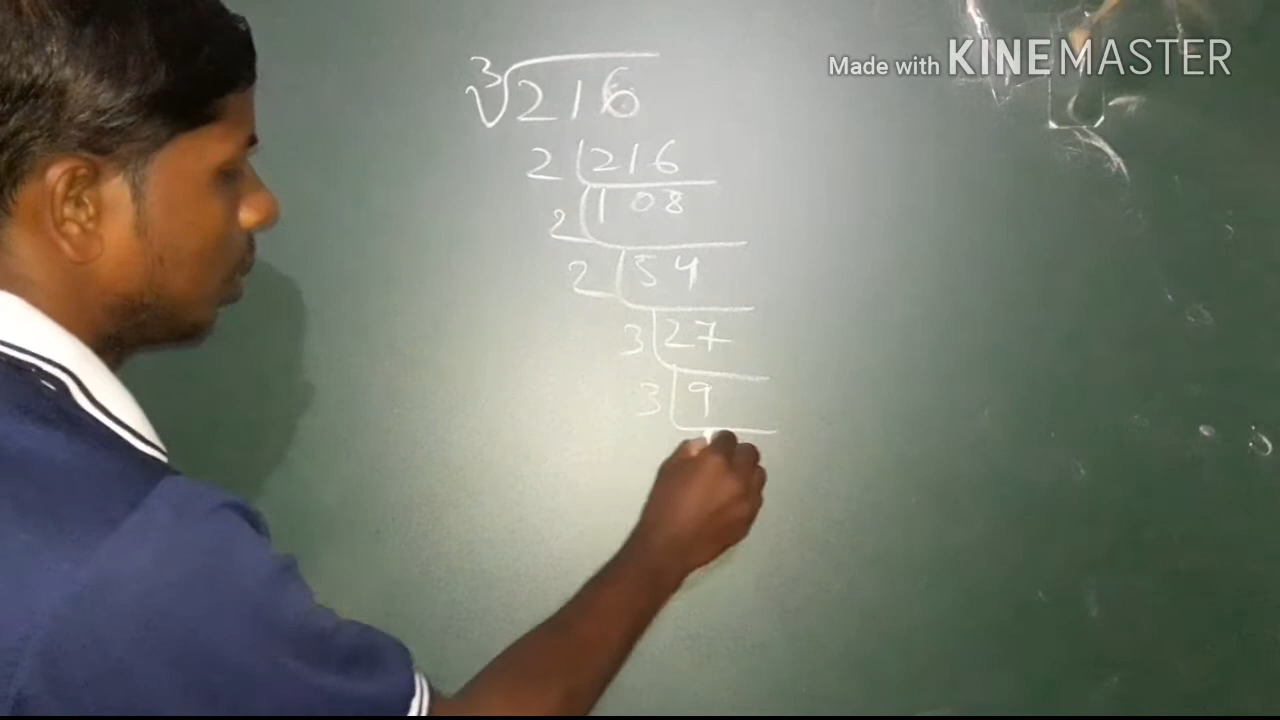 Made with KINEMASTER
∛216
2 | 216
2 | 108
2 | 54
3 | 27
3 | 9